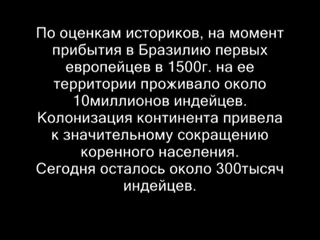 По оценкам историков, на момент
прибытия в Бразилию первых
европейцев в 1500г. на ее
территории проживало около
10миллионов индейцев.
Колонизация континента привела
к значительному сокращению
коренного населения.
Сегодня осталось около 300тысяч
индейцев.